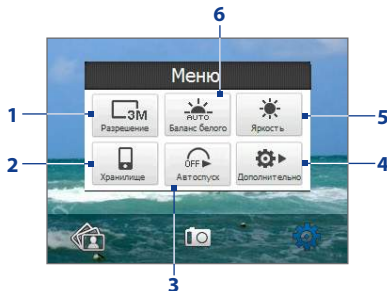 6
Меню
1
3M
AUTO
5
Разрешение Баланс белого Яркость
2
OFF
4
Хранилище Автоспуск Дополнительно
3